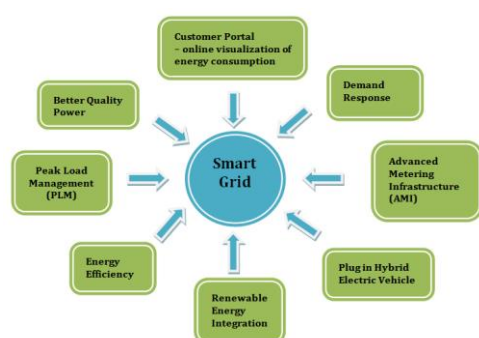 Customer Portal
– online visualization of
energy consumption
Better Quality
Power
Demand
Response
Smart
Grid
Peak Load
Management
(PLM)
Advanced
Metering
Infrastructure
(AMI)
Energy
Efficiency
Plug in Hybrid
Electric Vehicle
Renewable
Energy
Integration